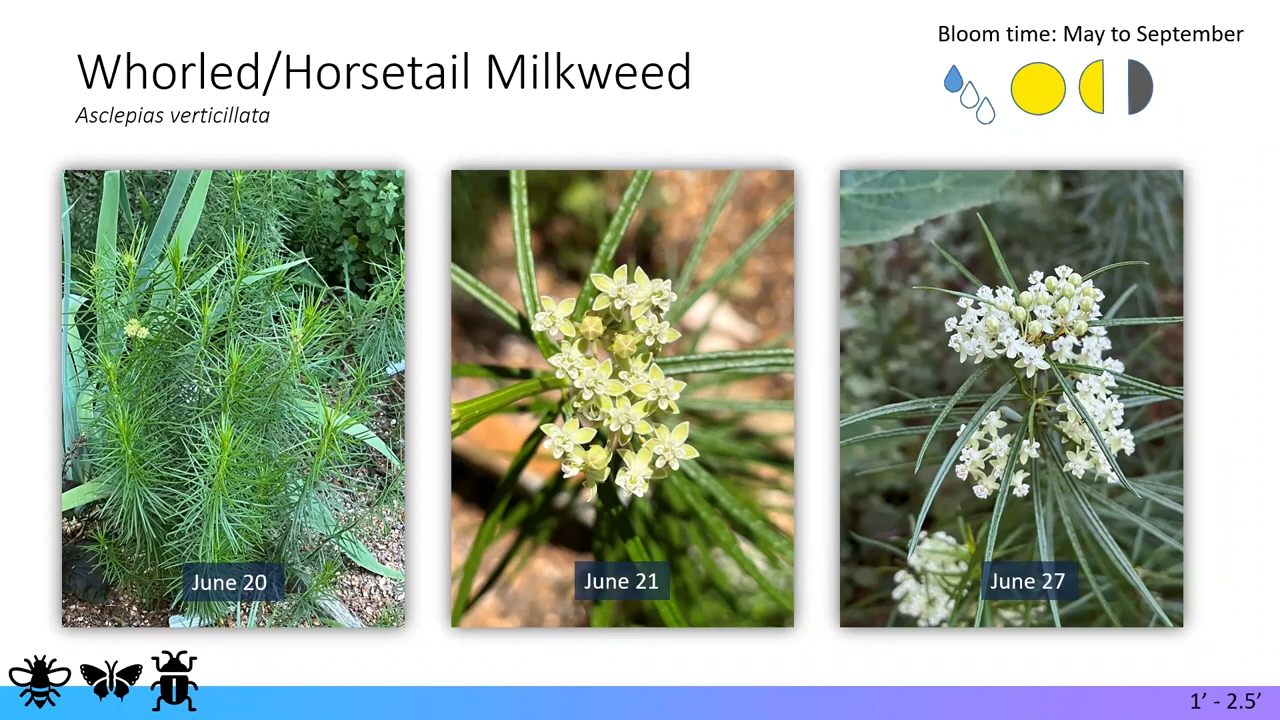 Bloom time: May to September
Whorled/Horsetail Milkweed
Asclepias verticillata
June 20
June 21
June 27
1’ - 2.5’